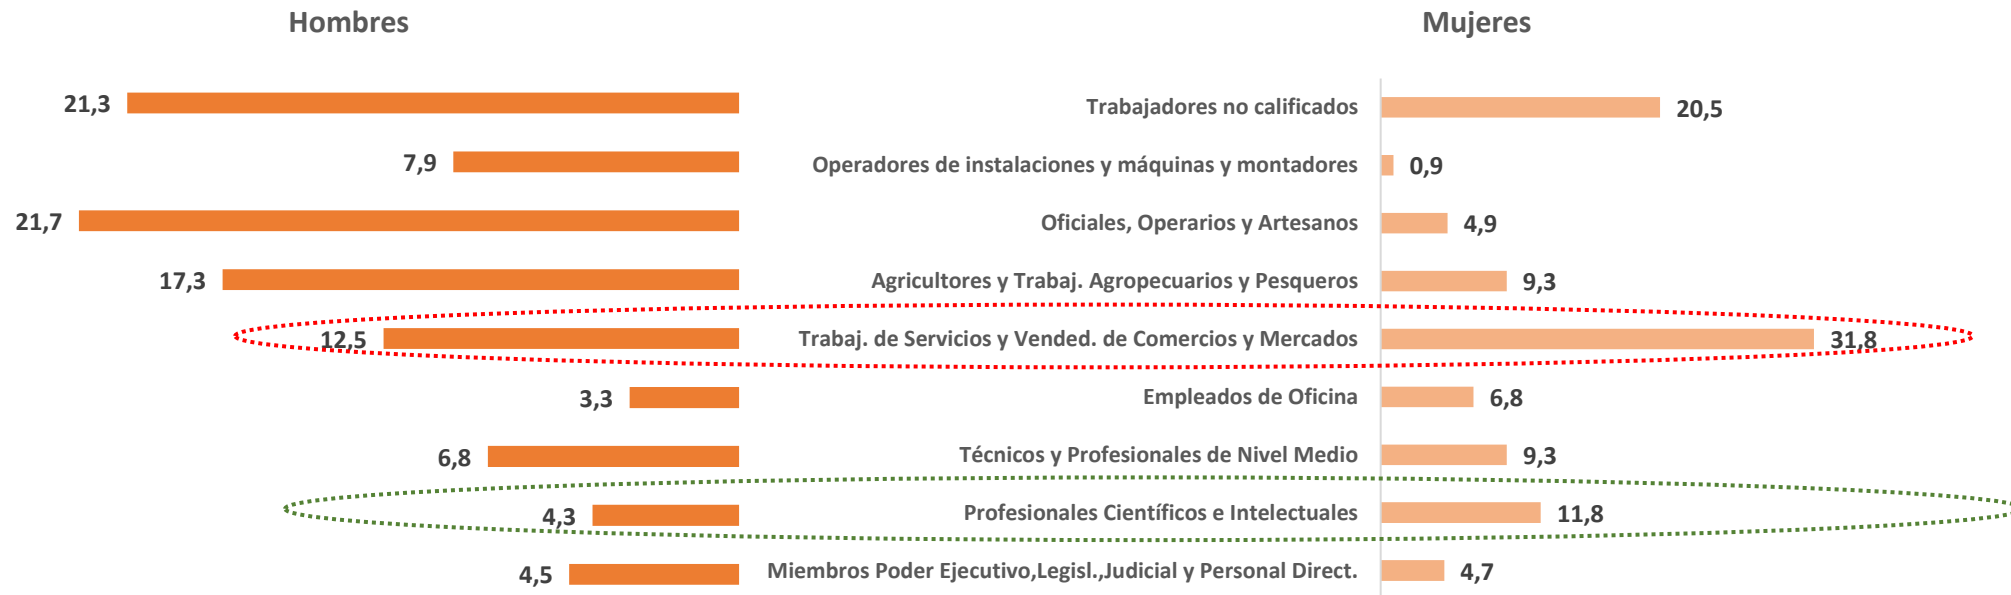 Hombres Mujeres
21,3 Trabajadores no calificados 20,5
7,9 Operadores de instalaciones y máquinas y montadores 0,9
21,7 Oficiales, Operarios y Artesanos 4,9
17,3 Agricultores y Trabaj. Agropecuarios y Pesqueros 9,3
12,5 Trabaj. de Servicios y Vended. de Comercios y Mercados 31,8
3,3 Empleados de Oficina 6,8
6,8 Técnicos y Profesionales de Nivel Medio 9,3
4,3 Profesionales Científicos e Intelectuales 11,8
4,5 Miembros Poder Ejecutivo,Legisl.,Judicial y Personal Direct. 4,7